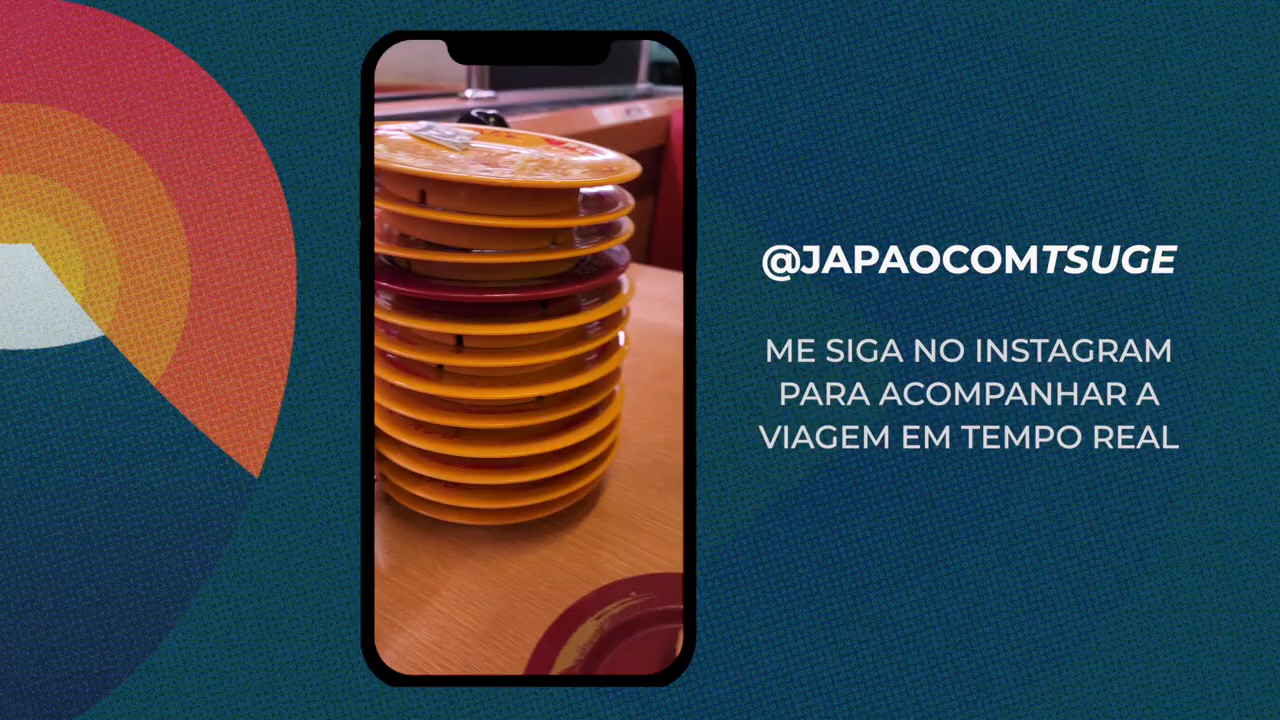 @JAPAOCOMTSUGE
ME SIGA NO INSTAGRAM
PARA ACOMPANHAR A
VIAGEM EM TEMPO REAL